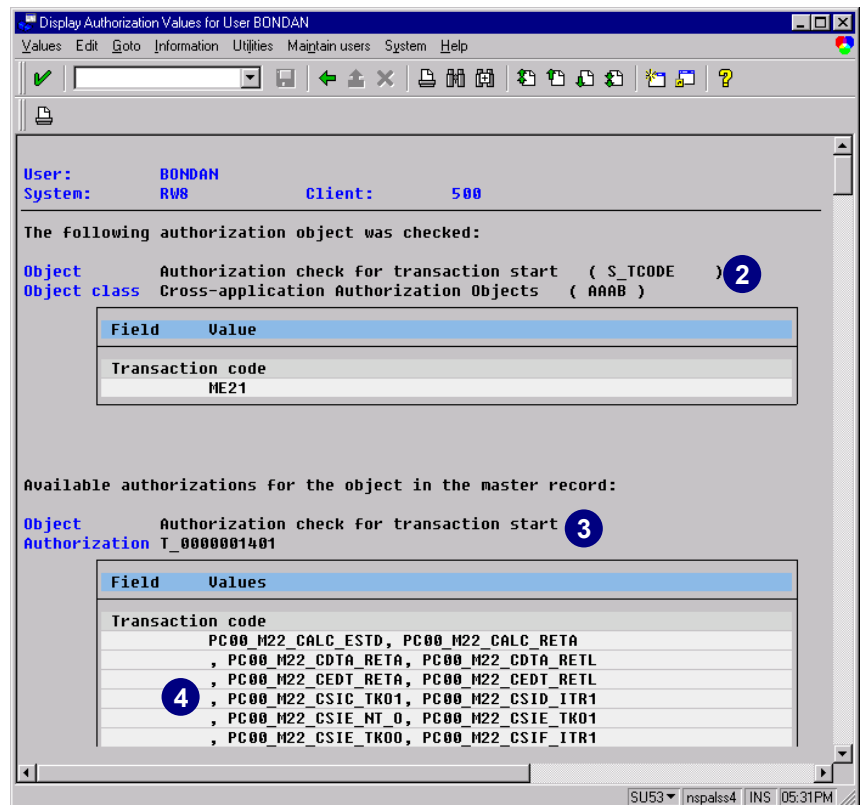 Display Authorization Values for User BONDAN
Values Edit Goto Information Utilities Maintain users System Help
User: BONDAN
System: RW8 Client: 500
The following authorization object was checked:
Object Authorization check for transaction start ( S_TCODE ) 2
Object class Cross-application Authorization Objects ( AAAB )
Field Value
Transaction code
ME21
Available authorizations for the object in the master record:
Object Authorization check for transaction start 3
Authorization T_0000001401
Field Values
Transaction code
PC00_M22_CALC_ESTD, PC00_M22_CALC_RETA
, PC00_M22_CDTA_RETA, PC00_M22_CDTA_RETL
, PC00_M22_CEDT_RETA, PC00_M22_CEDT_RETL
4 , PC00_M22_CSIC_TKO1, PC00_M22_CSID_ITR1
, PC00_M22_CSIE_NT_O, PC00_M22_CSIE_TKO1
, PC00_M22_CSIE_TKOO, PC00_M22_CSIF_ITR1
SU53 nspalss4 INS 05:31PM